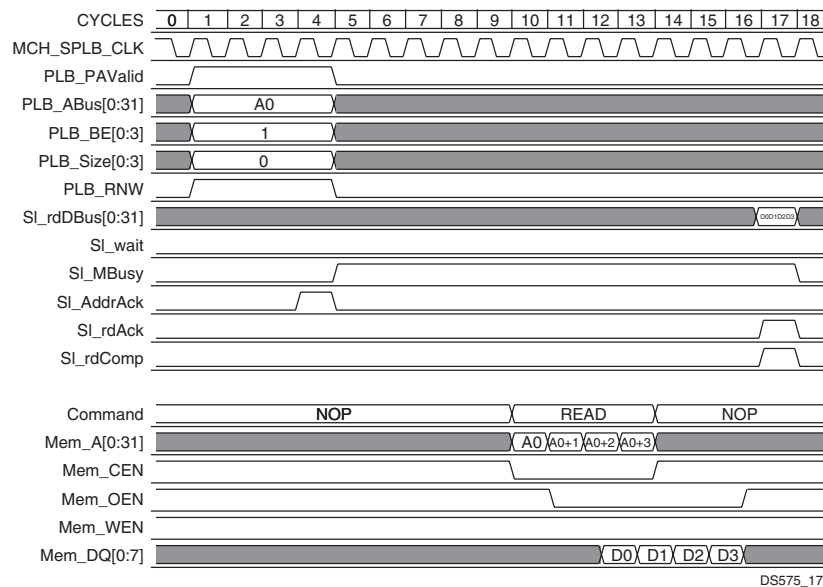 CYCLES 0 1 2 3 4 5 6 7 8 9 10 11 12 13 14 15 16 17 18
MCH_SPLB_CLK
PLB_PAValid
PLB_ABus[0:31] A0
PLB_BE[0:3] 1
PLB_Size[0:3] 0
PLB_RNW
Sl_rdDBus[0:31] D0D1D2D3
Sl_wait
Sl_MBusy
Sl_AddrAck
Sl_rdAck
Sl_rdComp
Command NOP READ NOP
Mem_A[0:31] A0 A0+1 A0+2 A0+3
Mem_CEN
Mem_OEN
Mem_WEN
Mem_DQ[0:7] D0 D1 D2 D3
DS575_17